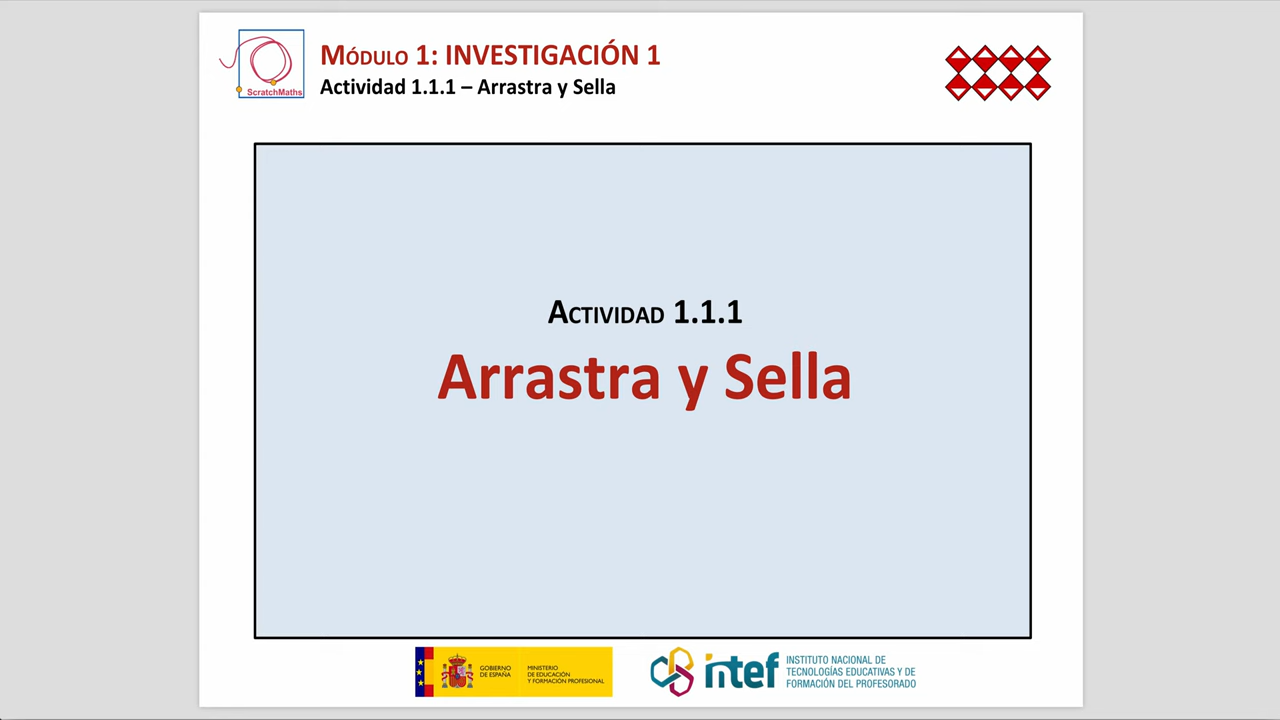 ScratchMaths
MÓDULO 1: INVESTIGACIÓN 1
Actividad 1.1.1 – Arrastra y Sella
ACTIVIDAD 1.1.1
Arrastra y Sella
GOBIERNO
DE ESPAÑA
MINISTERIO
DE EDUCACIÓN
Y FORMACIÓN PROFESIONAL
intef
INSTITUTO NACIONAL DE
TECNOLOGÍAS EDUCATIVAS Y DE
FORMACIÓN DEL PROFESORADO